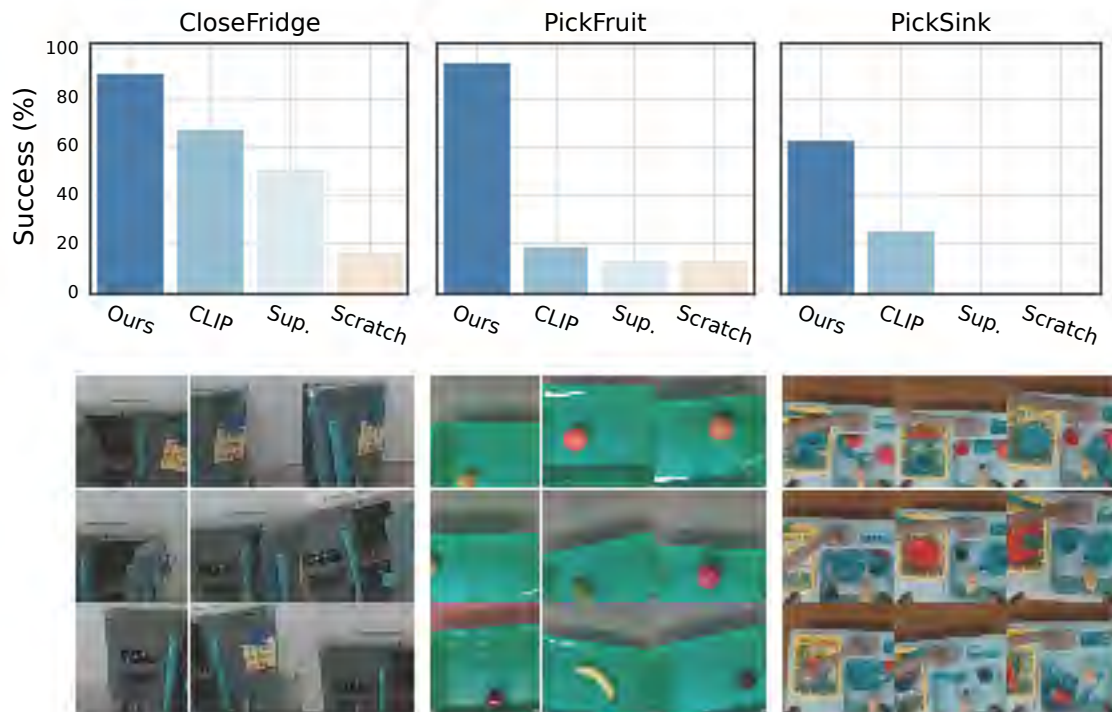 CloseFridge PickFruit PickSink
Success (%)
100
80
60
40
20
0
Ours CLIP Sup. Scratch
Ours CLIP Sup. Scratch
Ours CLIP Sup. Scratch